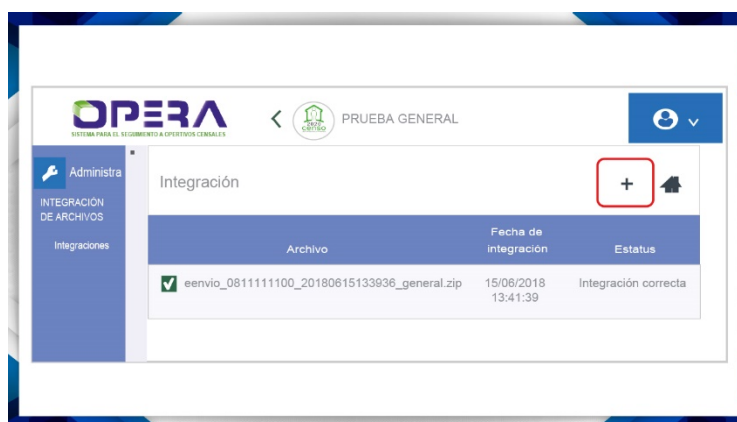 OPERA
SISTEMA PARA EL SEGUIMIENTO A OPERTIVOS CENSALES
2020
censo
PRUEBA GENERAL
Administra
INTEGRACIÓN
DE ARCHIVOS
Integraciones
Integración
+
Archivo
Fecha de
integración
Estatus
eenvio_0811111100_20180615133936_general.zip
15/06/2018
13:41:39
Integración correcta